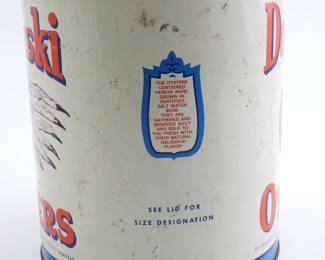 ski
De
THE OYSTERS
CONTAINED
HEREIN WERE
GROWN IN
CERTIFIED
SALT WATER
BEDS
THEY ARE
GATHERED AND
SHUCKED DAILY
AND SOLD TO
YOU FRESH WITH
THEIR NATURAL
DELICIOUS
FLAVOR
ERS
O
SEE LID FOR
SIZE DESIGNATION